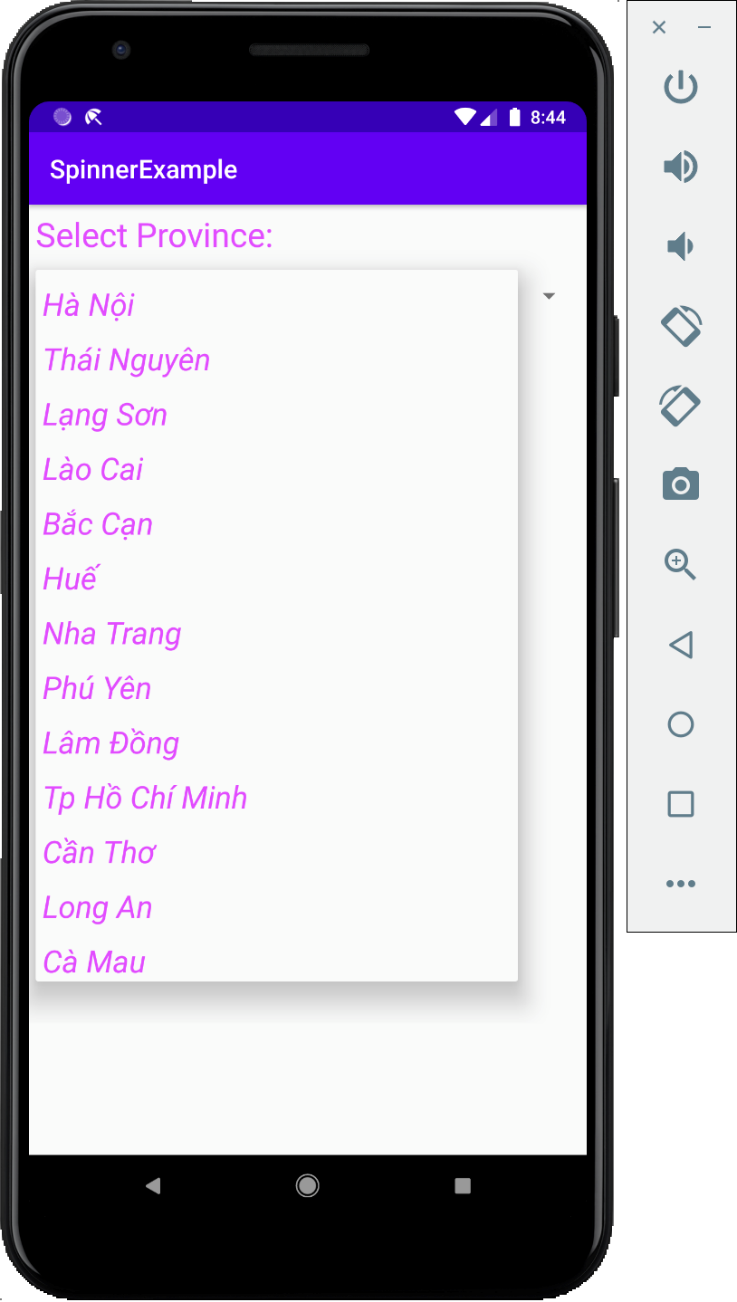 8:44
SpinnerExample
Select Province:
Hà Nội
Thái Nguyên
Lạng Sơn
Lào Cai
Bắc Cạn
Huế
Nha Trang
Phú Yên
Lâm Đồng
Tp Hồ Chí Minh
Cần Thơ
Long An
Cà Mau